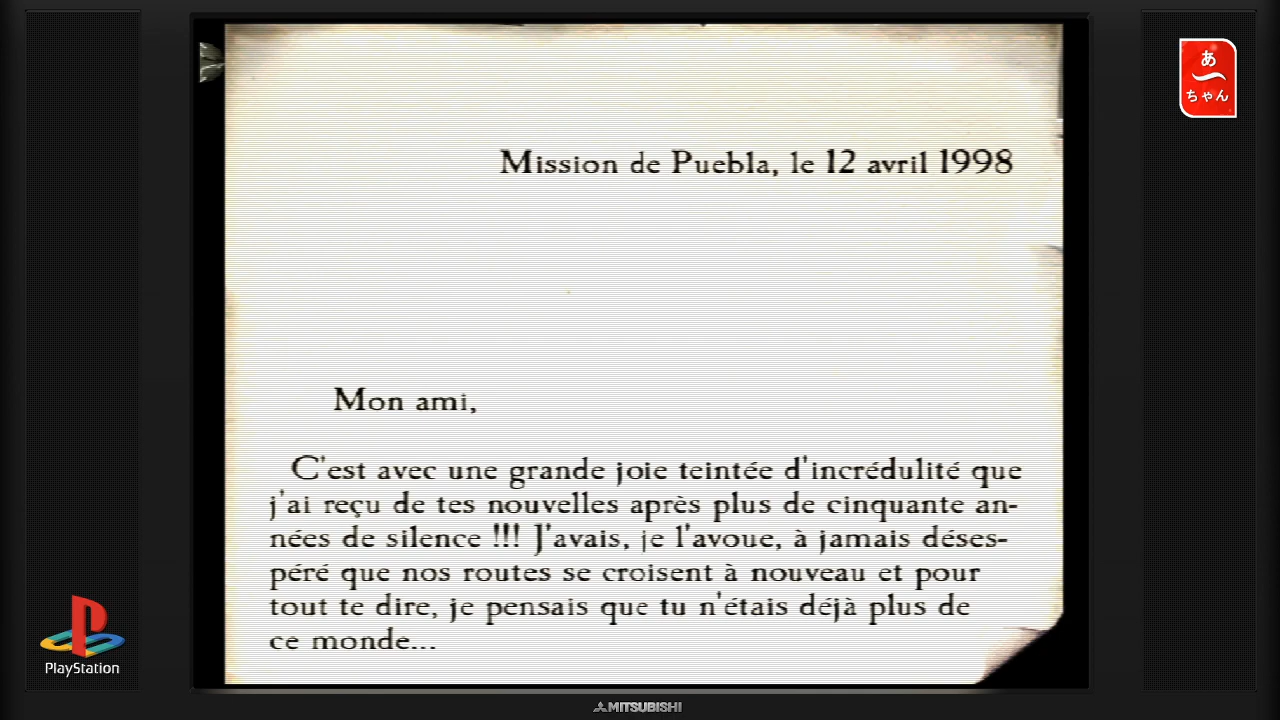 あ
ー
ちゃん
Mission de Puebla, le 12 avril 1998
Mon ami,
C'est avec une grande joie teintée d'incrédulité que
j'ai reçu de tes nouvelles après plus de cinquante an-
nées de silence !!! J'avais, je l'avoue, à jamais déses-
péré que nos routes se croisent à nouveau et pour
tout te dire, je pensais que tu n'étais déjà plus de
ce monde...
PlayStation
MITSUBISHI